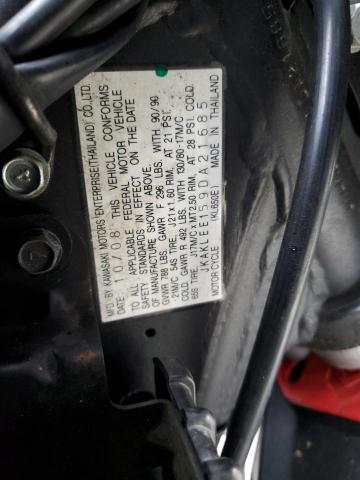 MFD. BY KAWASAKI MOTORS ENTERPRISE(THAILAND) CO.,LTD.
DATE: 10/08 THIS VEHICLE CONFORMS
TO ALL APPLICABLE FEDERAL MOTOR VEHICLE
SAFETY STANDARDS IN EFFECT ON THE DATE
OF MANUFACTURE SHOWN ABOVE.
GVWR 788 LBS. GAWR F 296 LBS. WITH 90/90
-21M/C 54S TIRE, J21x1.60 RIM, AT 21 PSI.
COLD. GAWR R 492 LBS. WITH 130/80-17M/C
65S TIRE, J17M/CxMT2.50 RIM, AT 28 PSI.COLD.
JKAKLEE159DA21685
MOTORCYCLE (KL650E) MADE IN THAILAND